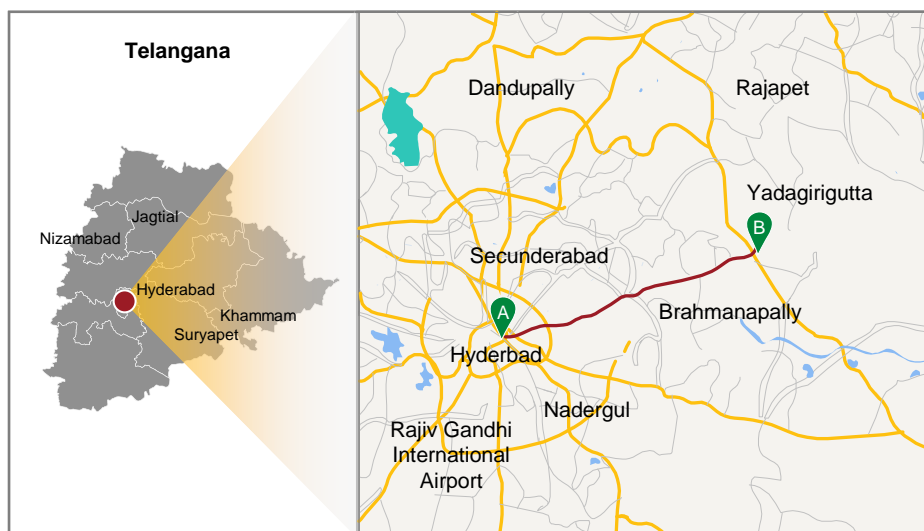 Telangana
Jagtial
Nizamabad
Hyderabad
Khammam
Suryapet
Dandupally
Rajapet
Yadagirigutta
B
Secunderabad
A
Brahmanapally
Hyderbad
Nadergul
Rajiv Gandhi
International
Airport